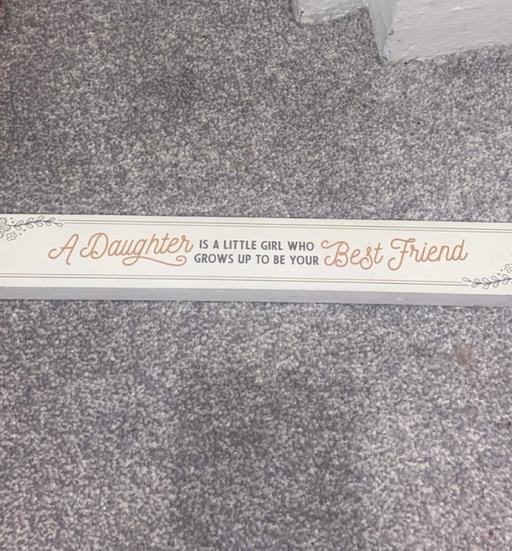 A Daughter IS A LITTLE GIRL WHO
GROWS UP TO BE YOUR Best Friend